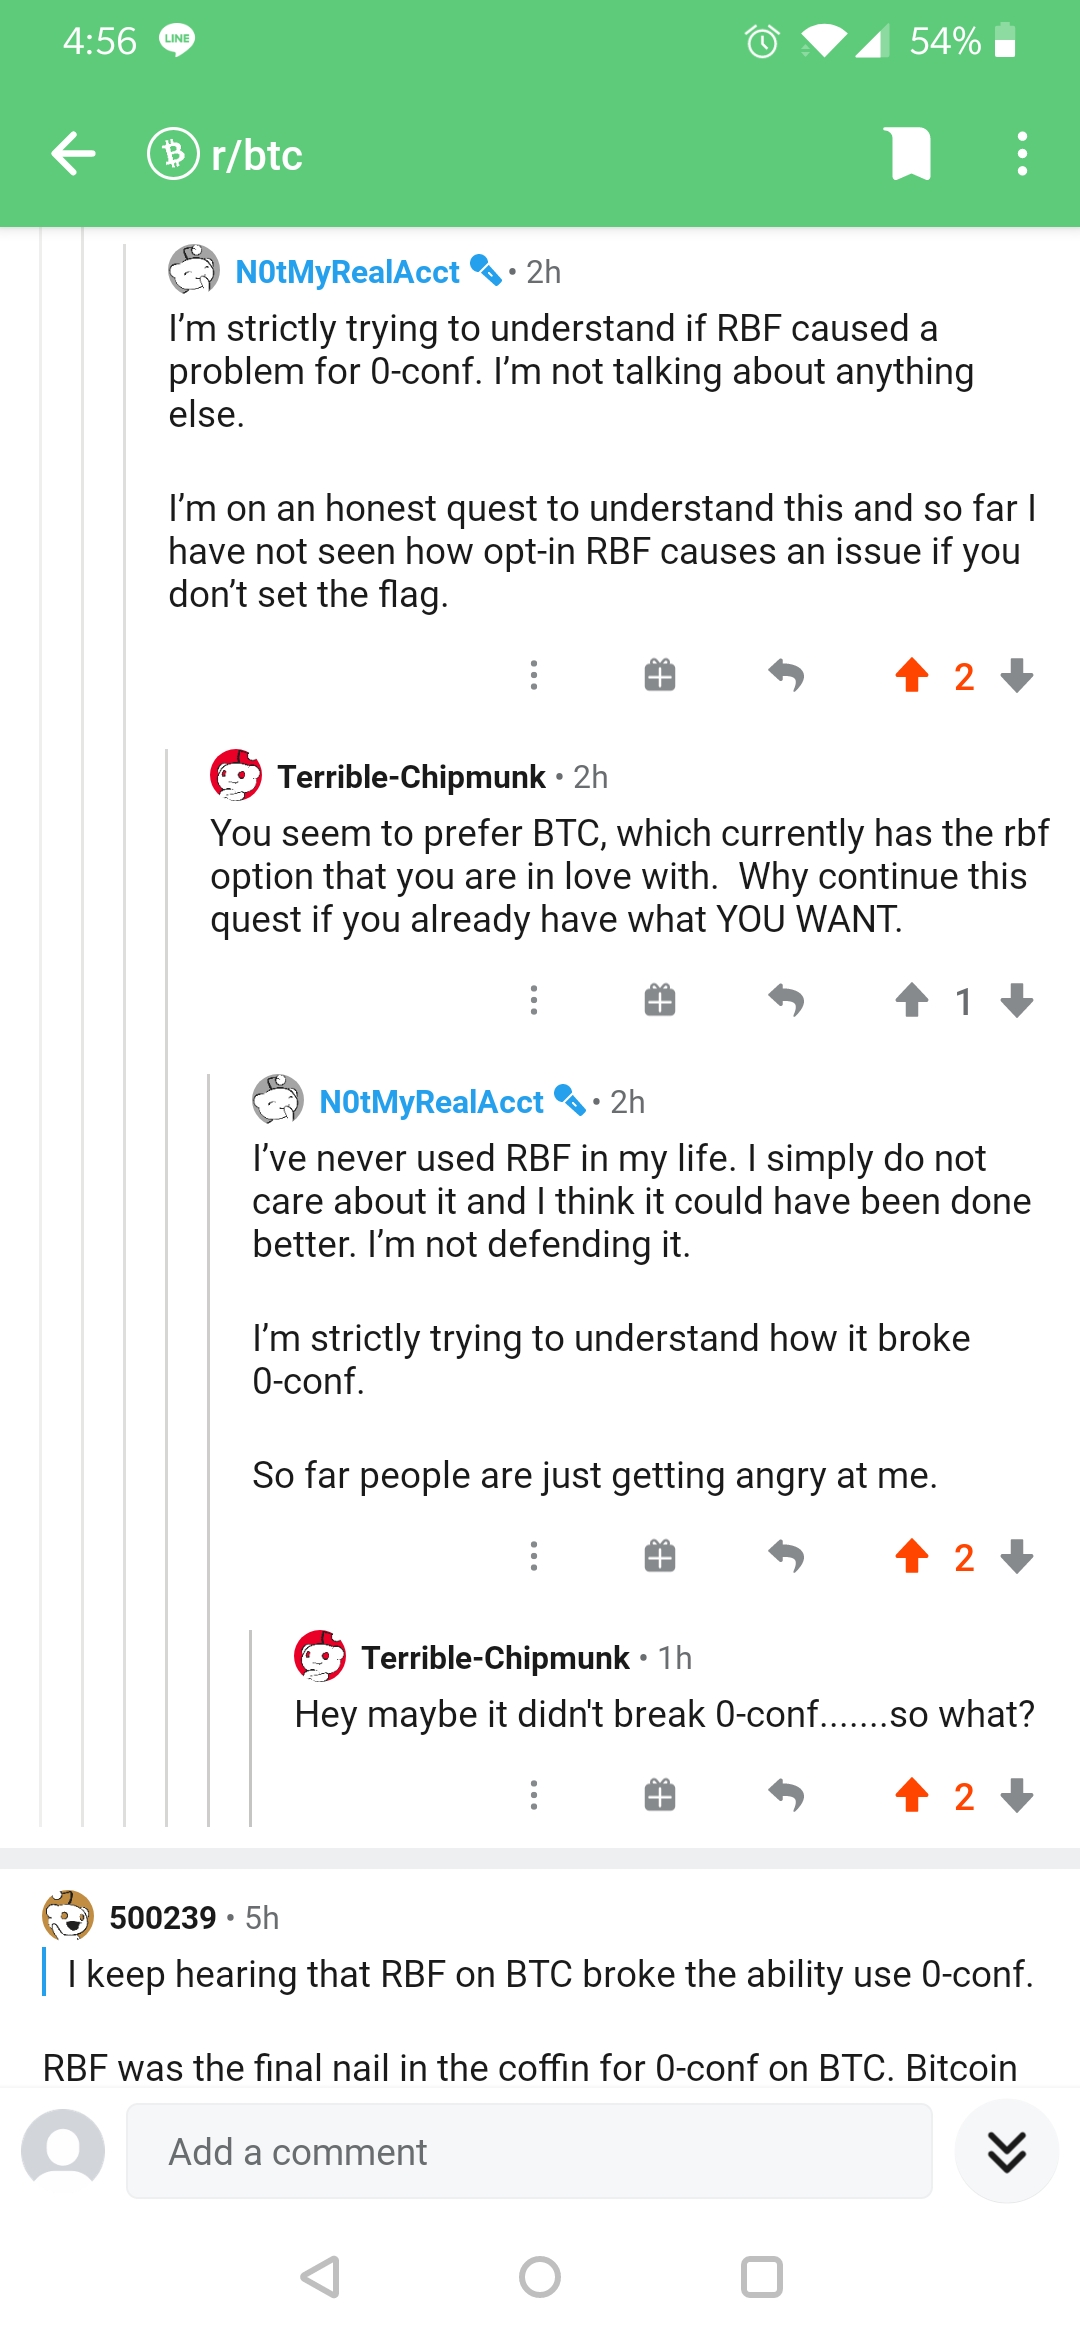 4:56 LINE 54%
r/btc
N0tMyRealAcct • 2h
I’m strictly trying to understand if RBF caused a
problem for 0-conf. I’m not talking about anything
else.
I’m on an honest quest to understand this and so far I
have not seen how opt-in RBF causes an issue if you
don’t set the flag.
2
Terrible-Chipmunk • 2h
You seem to prefer BTC, which currently has the rbf
option that you are in love with.  Why continue this
quest if you already have what YOU WANT.
1
N0tMyRealAcct • 2h
I’ve never used RBF in my life. I simply do not
care about it and I think it could have been done
better. I’m not defending it.
I’m strictly trying to understand how it broke
0-conf.
So far people are just getting angry at me.
2
Terrible-Chipmunk • 1h
Hey maybe it didn't break 0-conf.......so what?
2
500239 • 5h
I keep hearing that RBF on BTC broke the ability use 0-conf.
RBF was the final nail in the coffin for 0-conf on BTC. Bitcoin
Add a comment